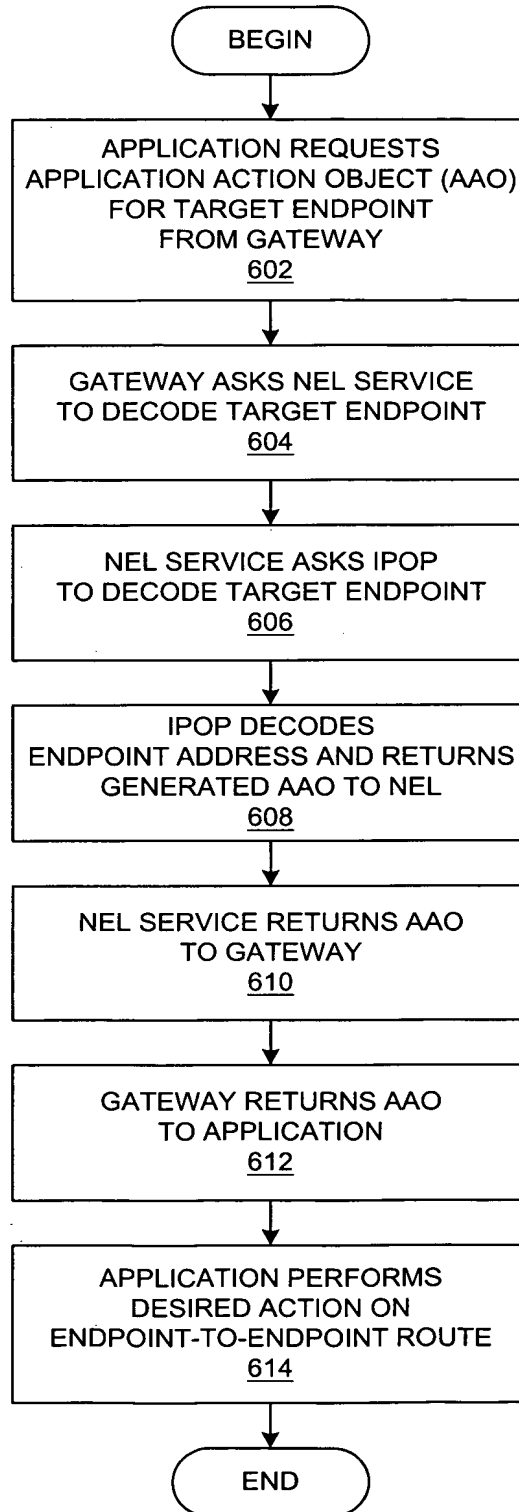 BEGIN
APPLICATION REQUESTS
APPLICATION ACTION OBJECT (AAO)
FOR TARGET ENDPOINT
FROM GATEWAY
602
GATEWAY ASKS NEL SERVICE
TO DECODE TARGET ENDPOINT
604
NEL SERVICE ASKS IPOP
TO DECODE TARGET ENDPOINT
606
IPOP DECODES
ENDPOINT ADDRESS AND RETURNS
GENERATED AAO TO NEL
608
NEL SERVICE RETURNS AAO
TO GATEWAY
610
GATEWAY RETURNS AAO
TO APPLICATION
612
APPLICATION PERFORMS
DESIRED ACTION ON
ENDPOINT-TO-ENDPOINT ROUTE
614
END